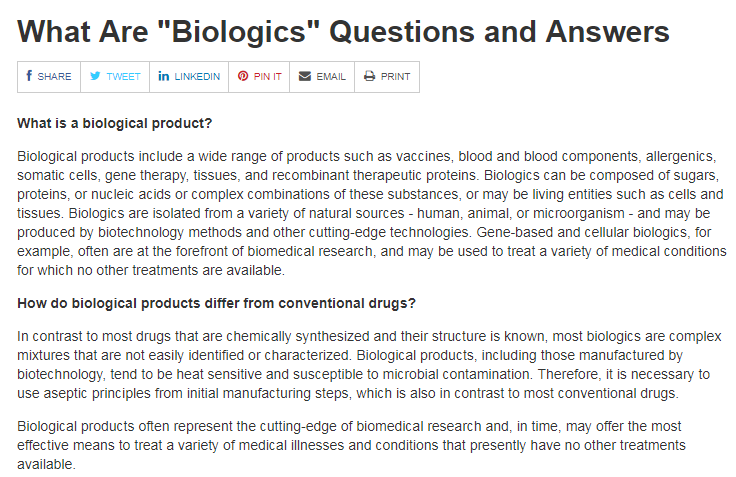 What Are "Biologics" Questions and Answers
SHARE TWEET LINKEDIN PIN IT EMAIL PRINT
What is a biological product?
Biological products include a wide range of products such as vaccines, blood and blood components, allergenics,
somatic cells, gene therapy, tissues, and recombinant therapeutic proteins. Biologics can be composed of sugars,
proteins, or nucleic acids or complex combinations of these substances, or may be living entities such as cells and
tissues. Biologics are isolated from a variety of natural sources - human, animal, or microorganism - and may be
produced by biotechnology methods and other cutting-edge technologies. Gene-based and cellular biologics, for
example, often are at the forefront of biomedical research, and may be used to treat a variety of medical conditions
for which no other treatments are available.
How do biological products differ from conventional drugs?
In contrast to most drugs that are chemically synthesized and their structure is known, most biologics are complex
mixtures that are not easily identified or characterized. Biological products, including those manufactured by
biotechnology, tend to be heat sensitive and susceptible to microbial contamination. Therefore, it is necessary to
use aseptic principles from initial manufacturing steps, which is also in contrast to most conventional drugs.
Biological products often represent the cutting-edge of biomedical research and, in time, may offer the most
effective means to treat a variety of medical illnesses and conditions that presently have no other treatments
available.